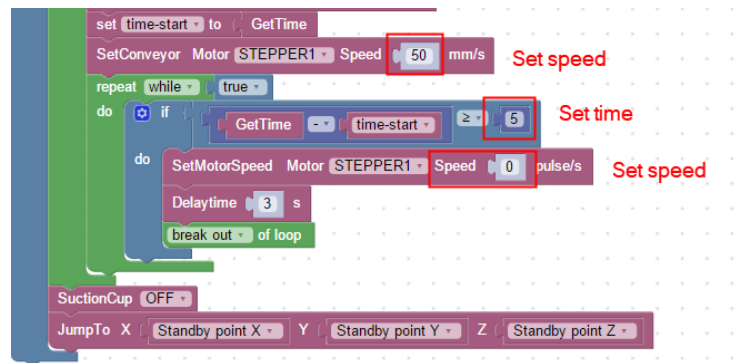 set time-start to GetTime
SetConveyor Motor STEPPER1 Speed 50 mm/s Set speed
repeat while true
do if GetTime - time-start ≥ 5 Set time
do SetMotorSpeed Motor STEPPER1 Speed 0 pulse/s Set speed
Delaytime 3 s
break out of loop
SuctionCup OFF
JumpTo X Standby point X Y Standby point Y Z Standby point Z